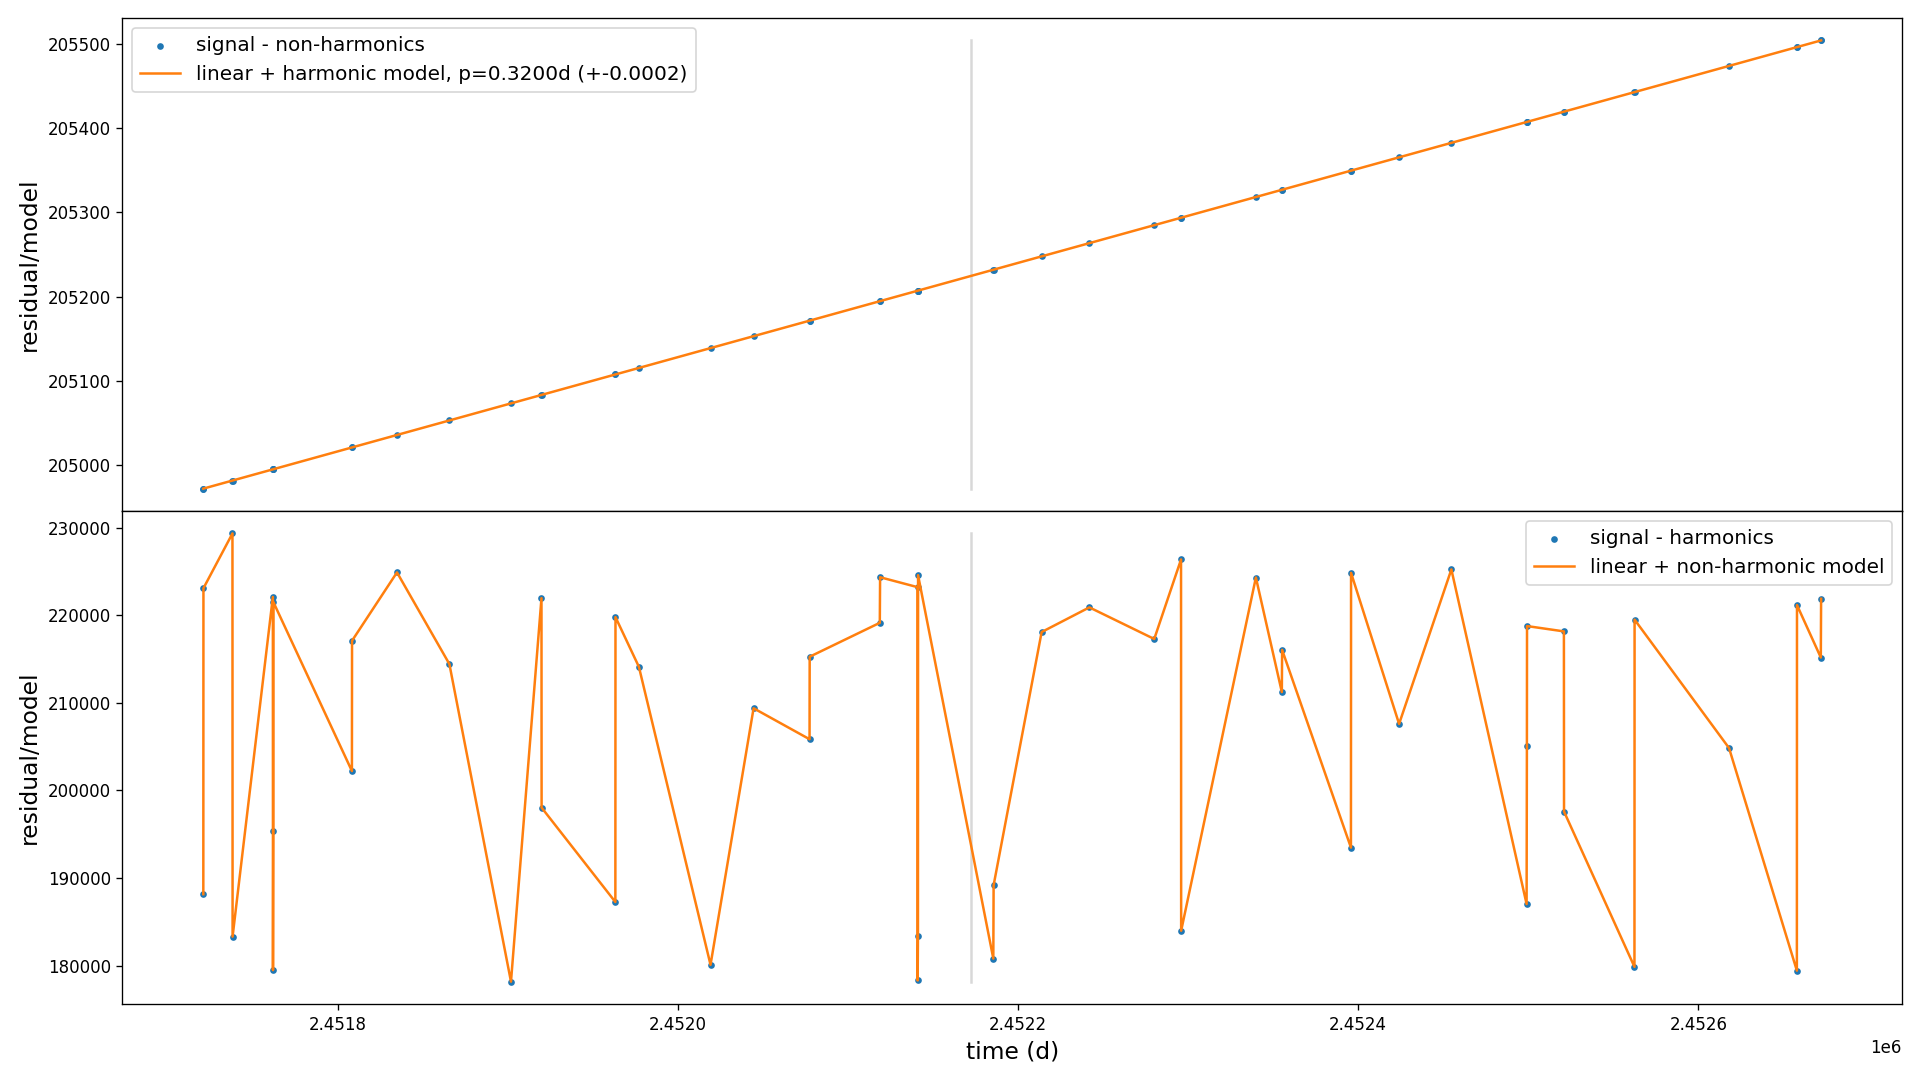 signal - non-harmonics
linear + harmonic model, p=0.3200d (+-0.0002)
205500
205400
205300
205200
205100
205000
residual/model
signal - harmonics
linear + non-harmonic model
230000
220000
210000
200000
190000
180000
residual/model
2.4518
2.4520
2.4522
2.4524
2.4526
time (d)
1e6